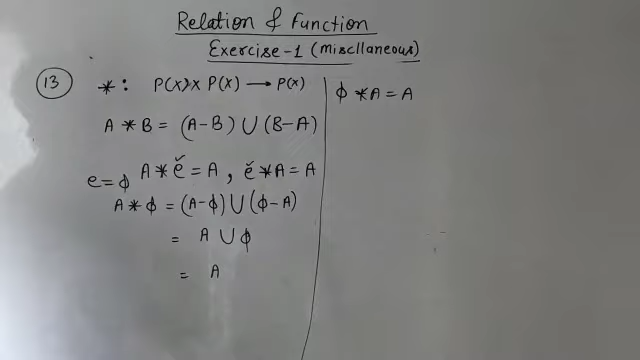 Relation & Function
Exercise-1 (miscllaneous)
13 *: P(X) x P(X) → P(X)
A * B = (A-B) ∪ (B-A)
e = ϕ A * e = A, e * A = A
A * ϕ = (A-ϕ) ∪ (ϕ-A)
= A ∪ ϕ
= A
ϕ * A = A